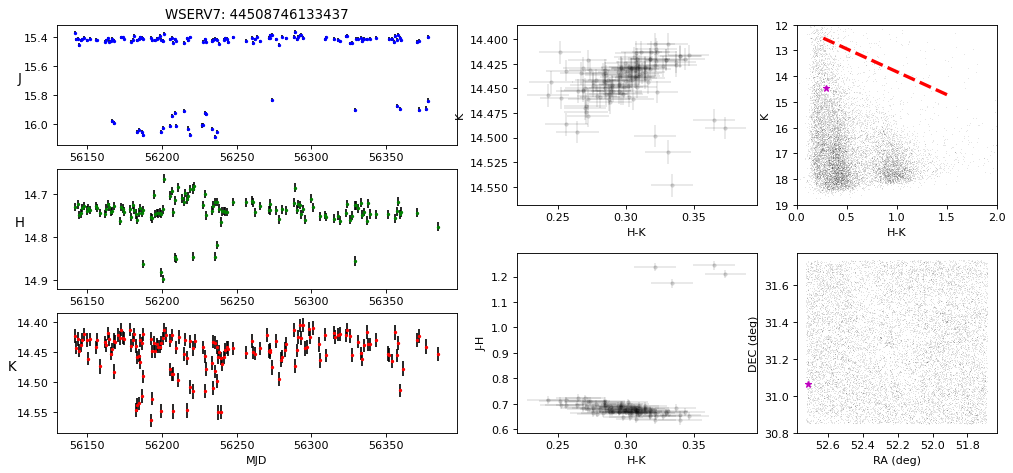 WSERV7: 44508746133437
15.4
15.6
15.8
16.0
J
56150 56200 56250 56300 56350
14.7
14.8
14.9
H
56150 56200 56250 56300 56350
14.40
14.45
14.50
14.55
K
56150 56200 56250 56300 56350
MJD
14.400
14.425
14.450
14.475
14.500
14.525
14.550
K
0.25 0.30 0.35
H-K
12
13
14
15
16
17
18
19
K
0.0 0.5 1.0 1.5 2.0
H-K
1.2
1.1
1.0
0.9
0.8
0.7
0.6
J-H
0.25 0.30 0.35
H-K
31.6
31.4
31.2
31.0
30.8
DEC (deg)
52.6 52.4 52.2 52.0 51.8
RA (deg)